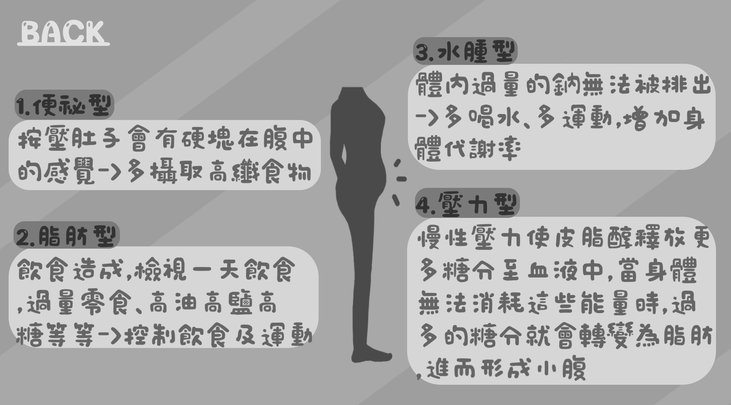 BACK
1.便祕型
按壓肚子會有硬塊在腹中
的感覺->多攝取高纖食物
2.脂肪型
飲食造成,檢視一天飲食
,過量零食、高油高鹽高
糖等等->控制飲食及運動
3.水腫型
體內過量的鈉無法被排出
->多喝水、多運動,增加身
體代謝率
4.壓力型
慢性壓力使皮脂醇釋放更
多糖分至血液中,當身體
無法消耗這些能量時,過
多的糖分就會轉變為脂肪
,進而形成小腹